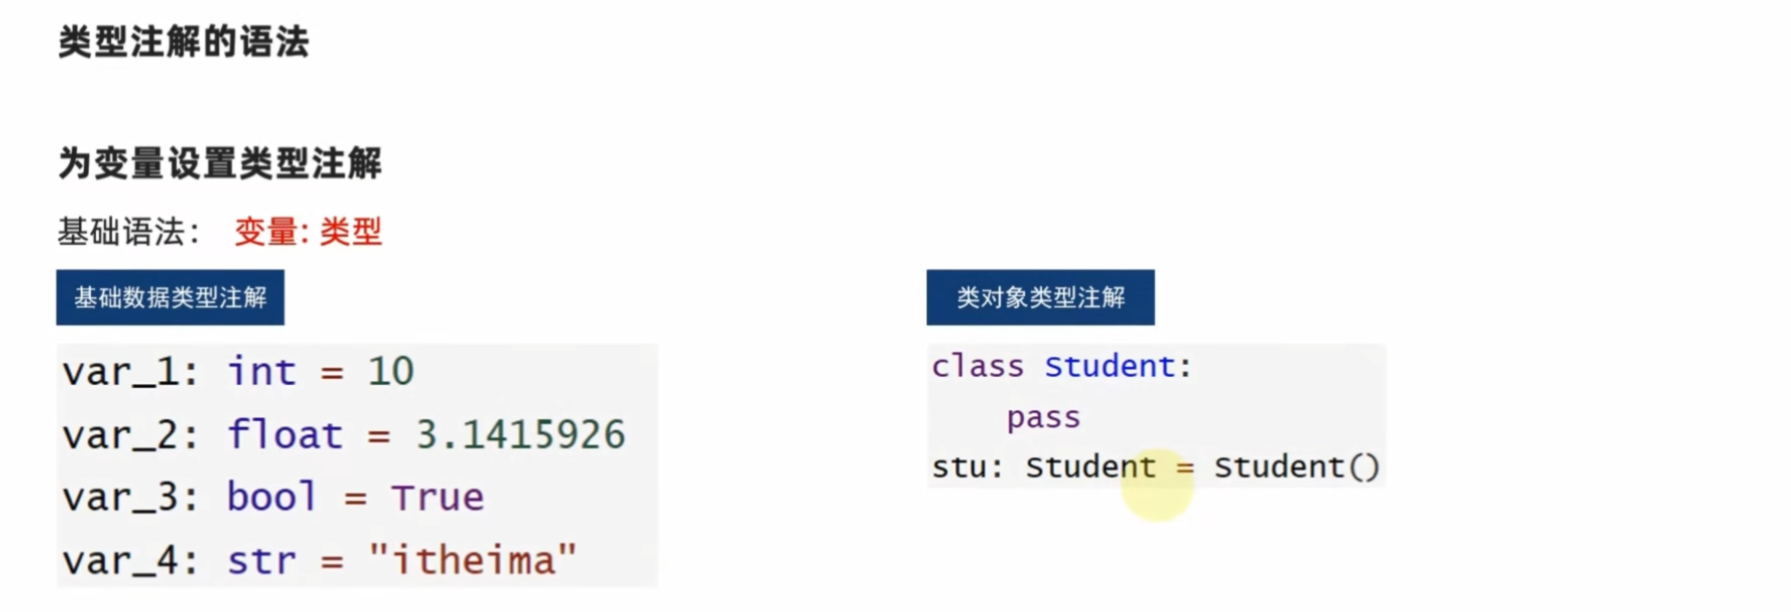 类型注解的语法
为变量设置类型注解
基础语法： 变量: 类型
基础数据类型注解
var_1: int = 10
var_2: float = 3.1415926
var_3: bool = True
var_4: str = "itheima"
类对象类型注解
class Student:
    pass
stu: Student = Student()